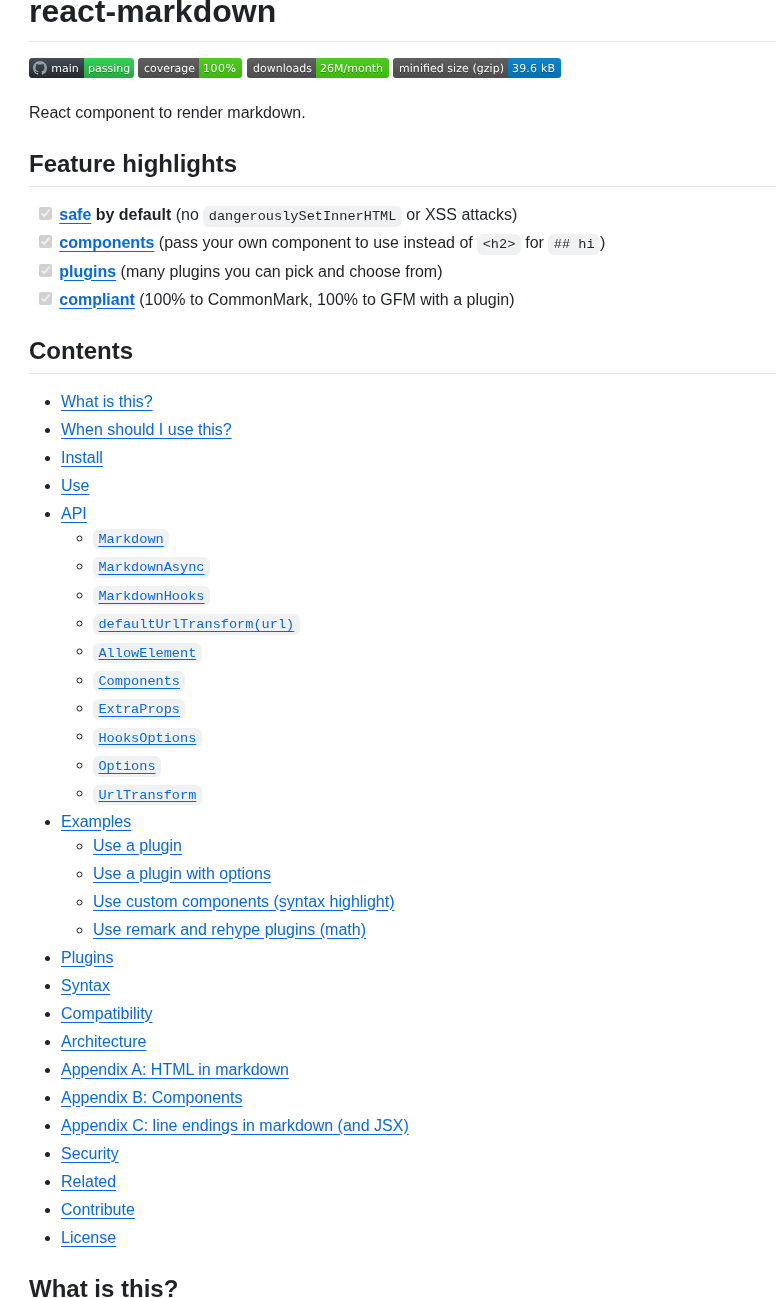 react-markdown
main passing coverage 100% downloads 26M/month minified size (gzip) 39.6 kB
React component to render markdown.
Feature highlights
safe by default (no dangerouslySetInnerHTML or XSS attacks)
components (pass your own component to use instead of <h2> for ## hi)
plugins (many plugins you can pick and choose from)
compliant (100% to CommonMark, 100% to GFM with a plugin)
Contents
What is this?
When should I use this?
Install
Use
API
Markdown
MarkdownAsync
MarkdownHooks
defaultUrlTransform(url)
AllowElement
Components
ExtraProps
HooksOptions
Options
UrlTransform
Examples
Use a plugin
Use a plugin with options
Use custom components (syntax highlight)
Use remark and rehype plugins (math)
Plugins
Syntax
Compatibility
Architecture
Appendix A: HTML in markdown
Appendix B: Components
Appendix C: line endings in markdown (and JSX)
Security
Related
Contribute
License
What is this?